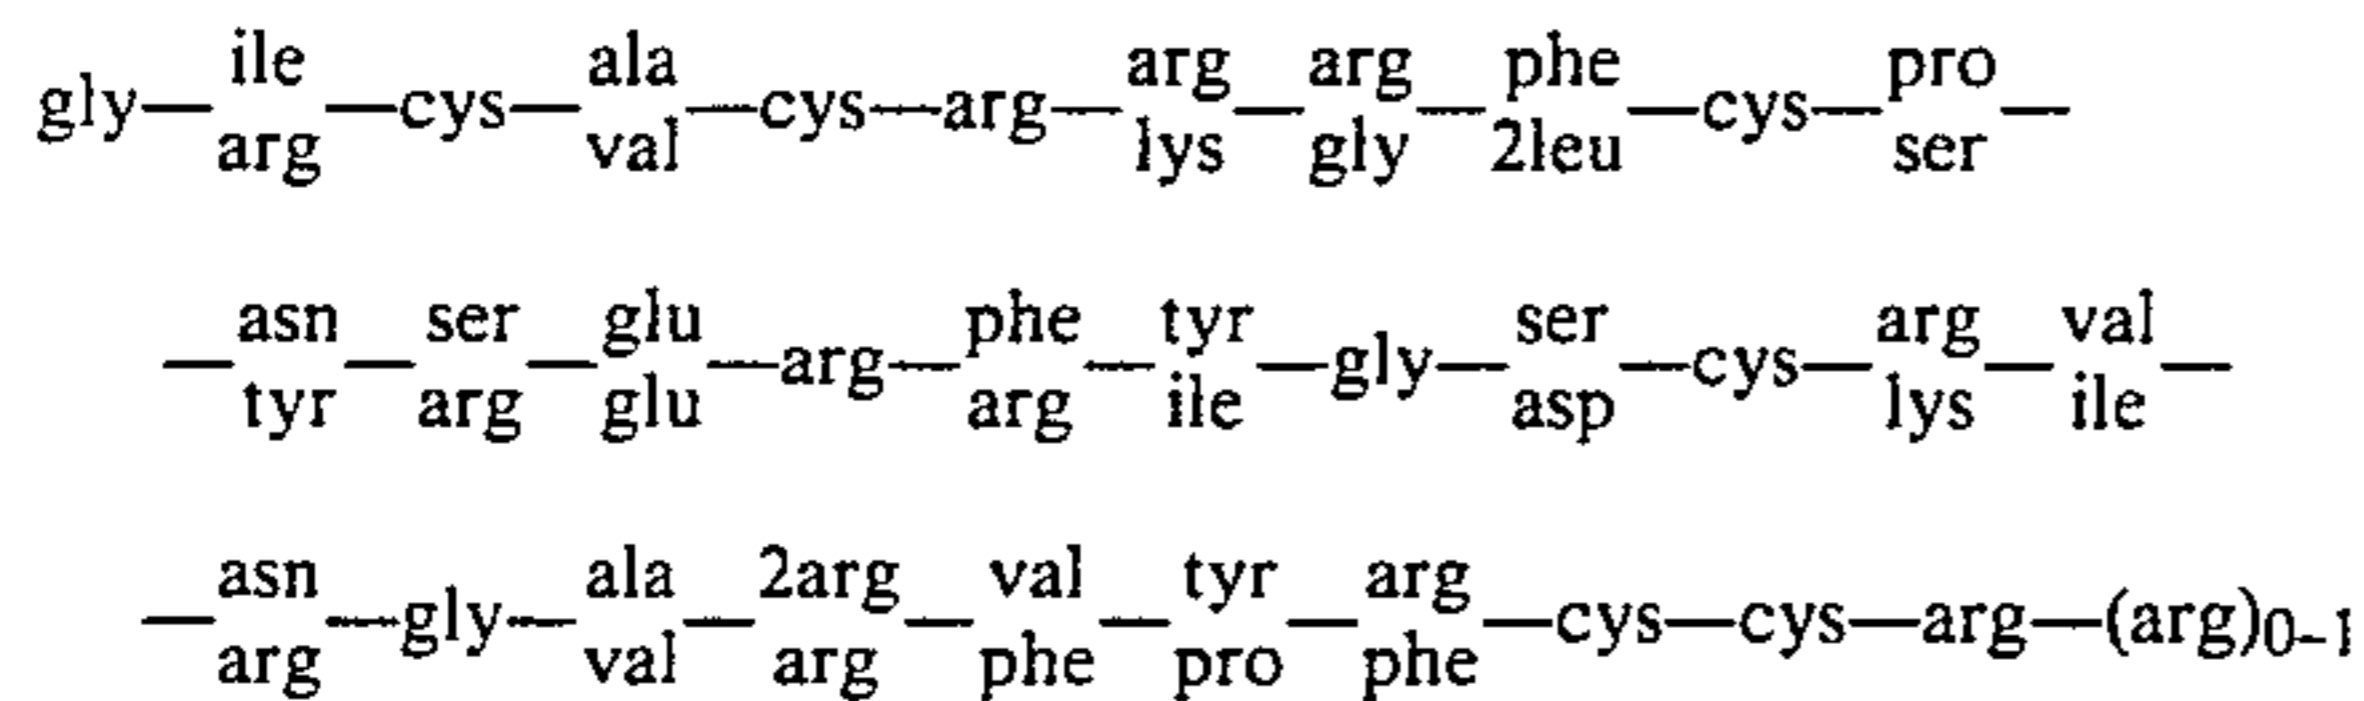 ile ala arg arg phe pro
gly— —cys— —cys—arg— — — —cys— —
arg val lys gly 2leu ser
asn ser glu phe tyr ser arg val
— — — —arg— — —gly— —cys— — —
tyr arg glu arg ile asp lys ile
asn ala 2arg val tyr arg
— —gly— — — — — —cys—cys—arg—(arg)0-1
arg val arg phe pro phe